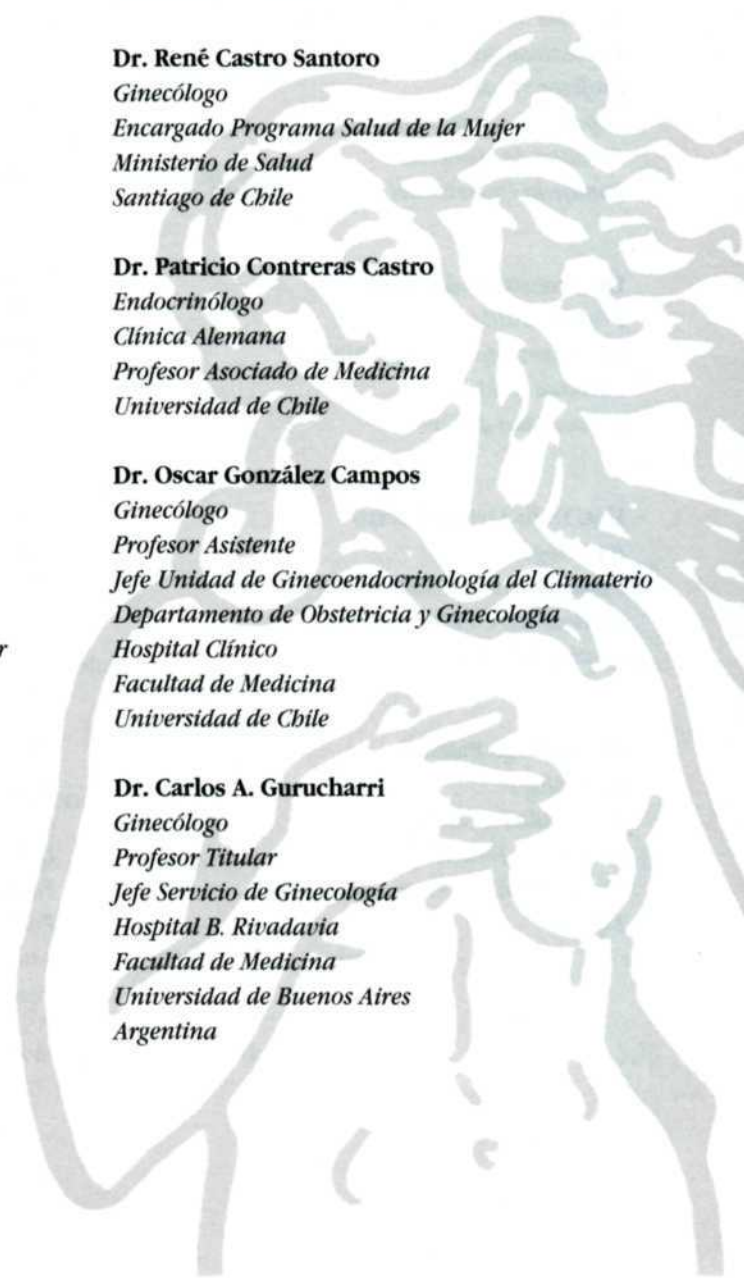 Dr. René Castro Santoro
Ginecólogo
Encargado Programa Salud de la Mujer
Ministerio de Salud
Santiago de Chile
Dr. Patricio Contreras Castro
Endocrinólogo
Clínica Alemana
Profesor Asociado de Medicina
Universidad de Chile
Dr. Oscar González Campos
Ginecólogo
Profesor Asistente
Jefe Unidad de Ginecoendocrinología del Climaterio
Departamento de Obstetricia y Ginecología
Hospital Clínico
Facultad de Medicina
Universidad de Chile
Dr. Carlos A. Gurucharri
Ginecólogo
Profesor Titular
Jefe Servicio de Ginecología
Hospital B. Rivadavia
Facultad de Medicina
Universidad de Buenos Aires
Argentina